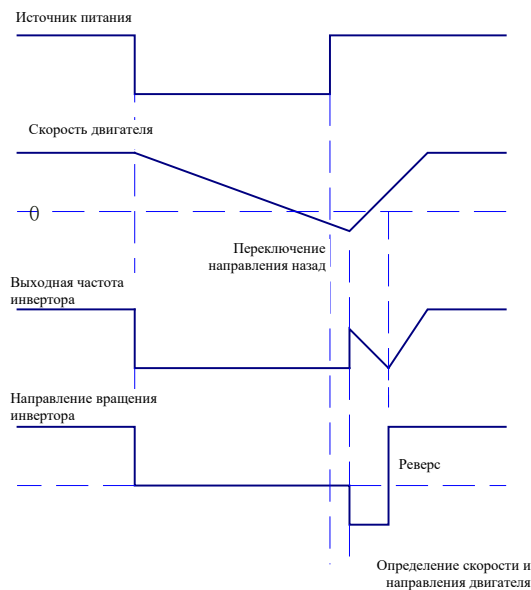 Источник питания
Скорость двигателя
0
Переключение
направления назад
Выходная частота
инвертора
Направление вращения
инвертора
Реверс
Определение скорости и
направления двигателя